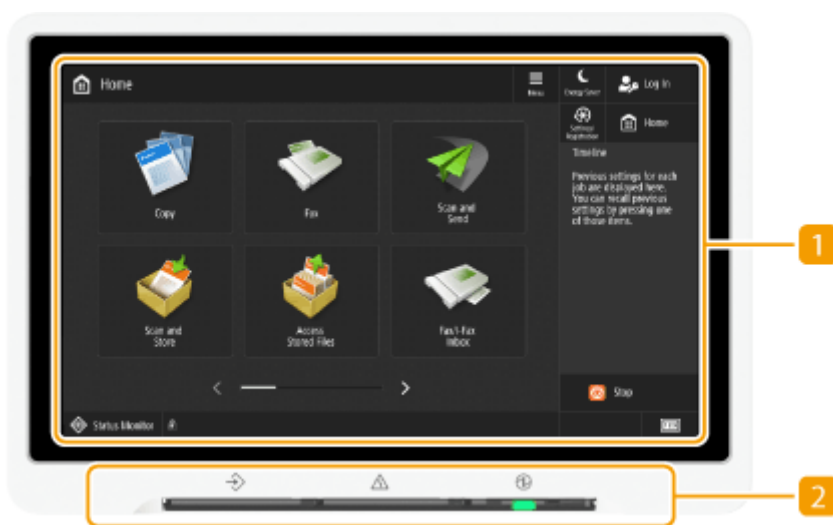 Home
Menu
Energy Saver
Log In
Settings/
Registration
Home
Timeline
Previous settings for each
job are displayed here.
You can recall previous
settings by pressing one
of those items.
Copy
Fax
Scan and
Send
Scan and
Store
Access
Stored Files
Fax/I-Fax
Inbox
Stop
Status Monitor
1
2